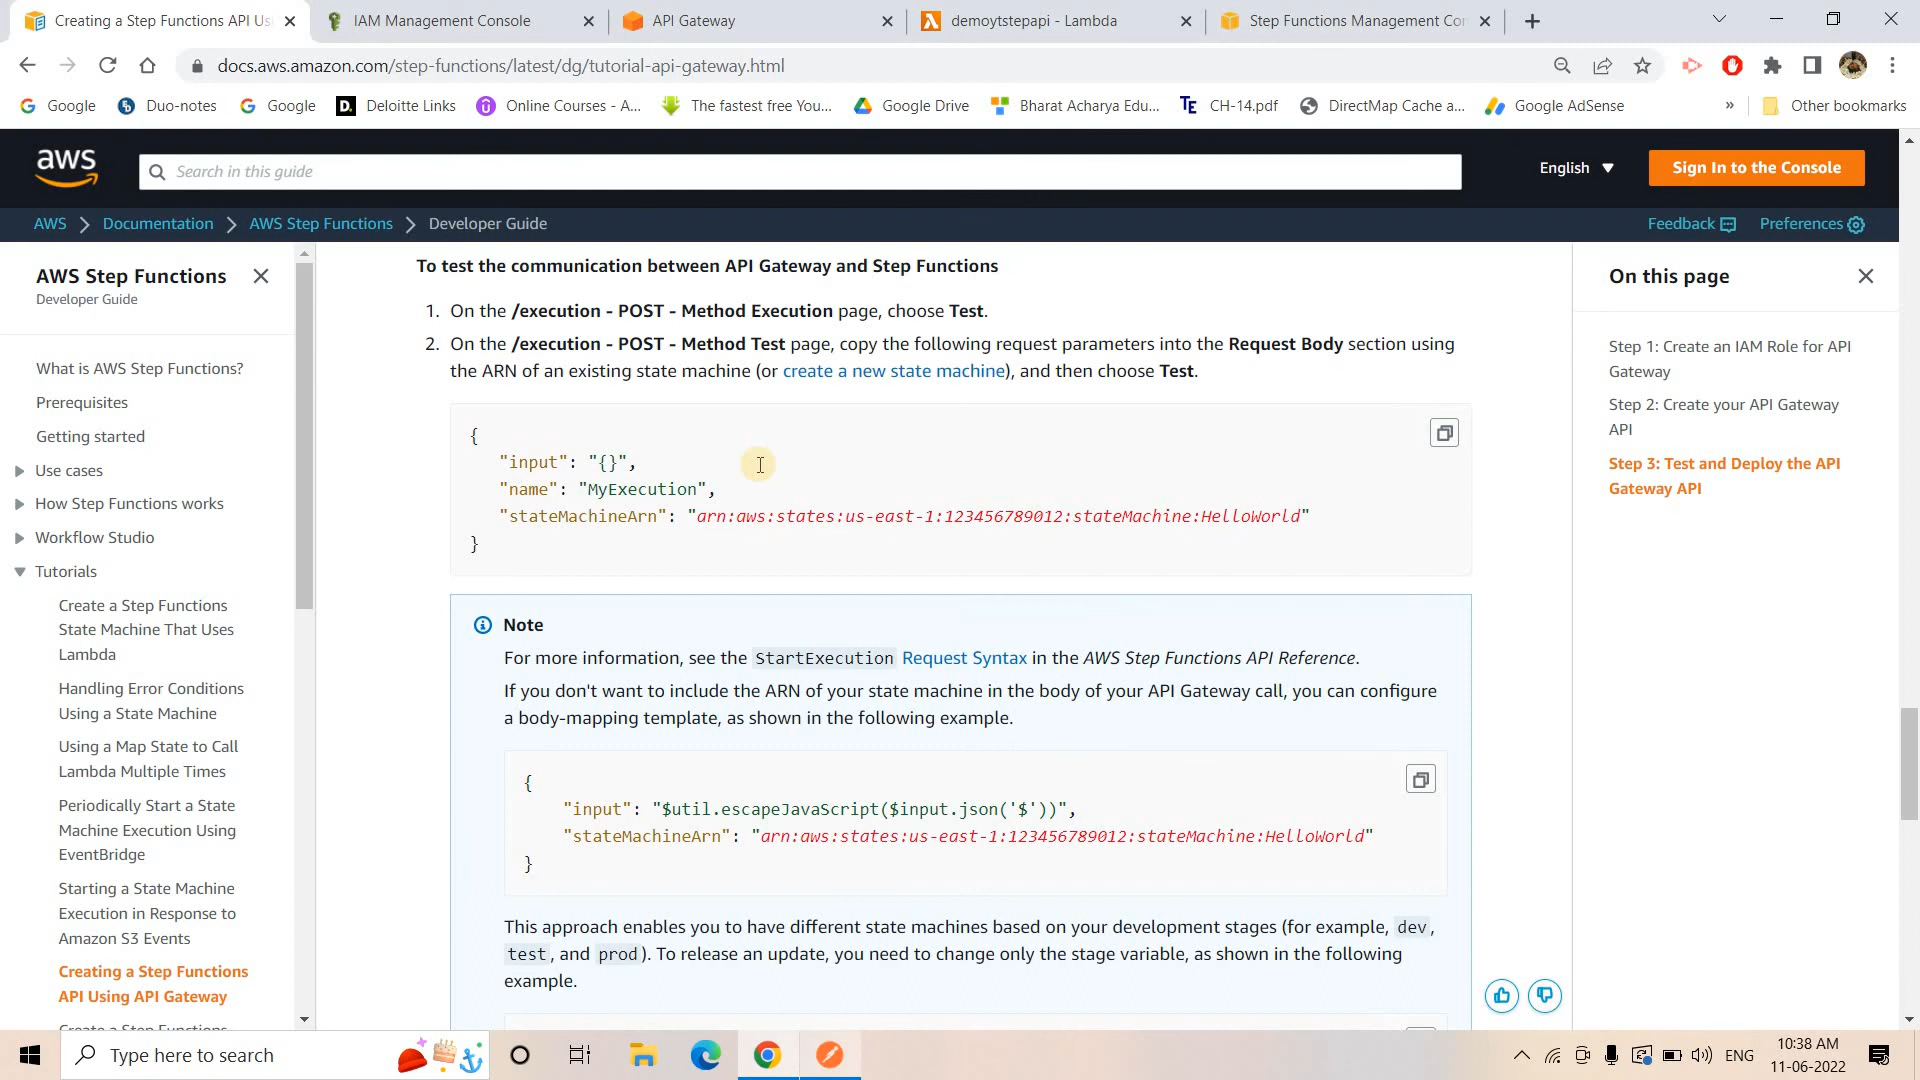 Creating a Step Functions API Us
IAM Management Console
API Gateway
demoytstepapi - Lambda
Step Functions Management Con
docs.aws.amazon.com/step-functions/latest/dg/tutorial-api-gateway.html
Google
Duo-notes
Google
Deloitte Links
Online Courses - A...
The fastest free You...
Google Drive
Bharat Acharya Edu...
CH-14.pdf
DirectMap Cache a...
Google AdSense
»
Other bookmarks
aws
Search in this guide
English
Sign In to the Console
AWS
Documentation
AWS Step Functions
Developer Guide
Feedback
Preferences
AWS Step Functions
Developer Guide
What is AWS Step Functions?
Prerequisites
Getting started
Use cases
How Step Functions works
Workflow Studio
Tutorials
Create a Step Functions
State Machine That Uses
Lambda
Handling Error Conditions
Using a State Machine
Using a Map State to Call
Lambda Multiple Times
Periodically Start a State
Machine Execution Using
EventBridge
Starting a State Machine
Execution in Response to
Amazon S3 Events
Creating a Step Functions
API Using API Gateway
Create a Step Functions
To test the communication between API Gateway and Step Functions
1. On the /execution - POST - Method Execution page, choose Test.
2. On the /execution - POST - Method Test page, copy the following request parameters into the Request Body section using
the ARN of an existing state machine (or create a new state machine), and then choose Test.
{
"input": "{}",
"name": "MyExecution",
"stateMachineArn": "arn:aws:states:us-east-1:123456789012:stateMachine:HelloWorld"
}
Note
For more information, see the StartExecution Request Syntax in the AWS Step Functions API Reference.
If you don't want to include the ARN of your state machine in the body of your API Gateway call, you can configure
a body-mapping template, as shown in the following example.
{
"input": "$util.escapeJavaScript($input.json('$'))",
"stateMachineArn": "arn:aws:states:us-east-1:123456789012:stateMachine:HelloWorld"
}
This approach enables you to have different state machines based on your development stages (for example, dev,
test, and prod). To release an update, you need to change only the stage variable, as shown in the following
example.
On this page
Step 1: Create an IAM Role for API
Gateway
Step 2: Create your API Gateway
API
Step 3: Test and Deploy the API
Gateway API
Type here to search
ENG
10:38 AM
11-06-2022